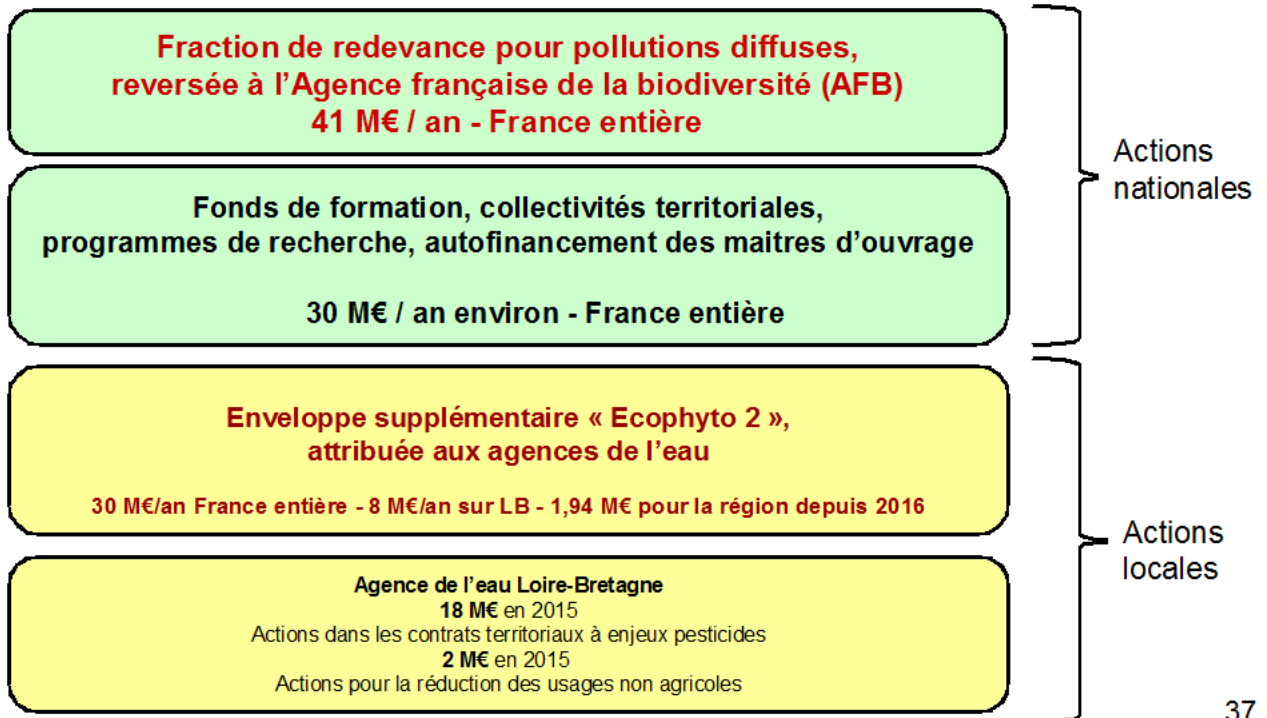 Fraction de redevance pour pollutions diffuses,
reversée à l'Agence française de la biodiversité (AFB)
41 M€ / an - France entière
Actions
nationales
Fonds de formation, collectivités territoriales,
programmes de recherche, autofinancement des maitres d'ouvrage
30 M€ / an environ - France entière
Enveloppe supplémentaire « Ecophyto 2 »,
attribuée aux agences de l'eau
30 M€/an France entière - 8 M€/an sur LB - 1,94 M€ pour la région depuis 2016
Actions
locales
Agence de l'eau Loire-Bretagne
18 M€ en 2015
Actions dans les contrats territoriaux à enjeux pesticides
2 M€ en 2015
Actions pour la réduction des usages non agricoles
37